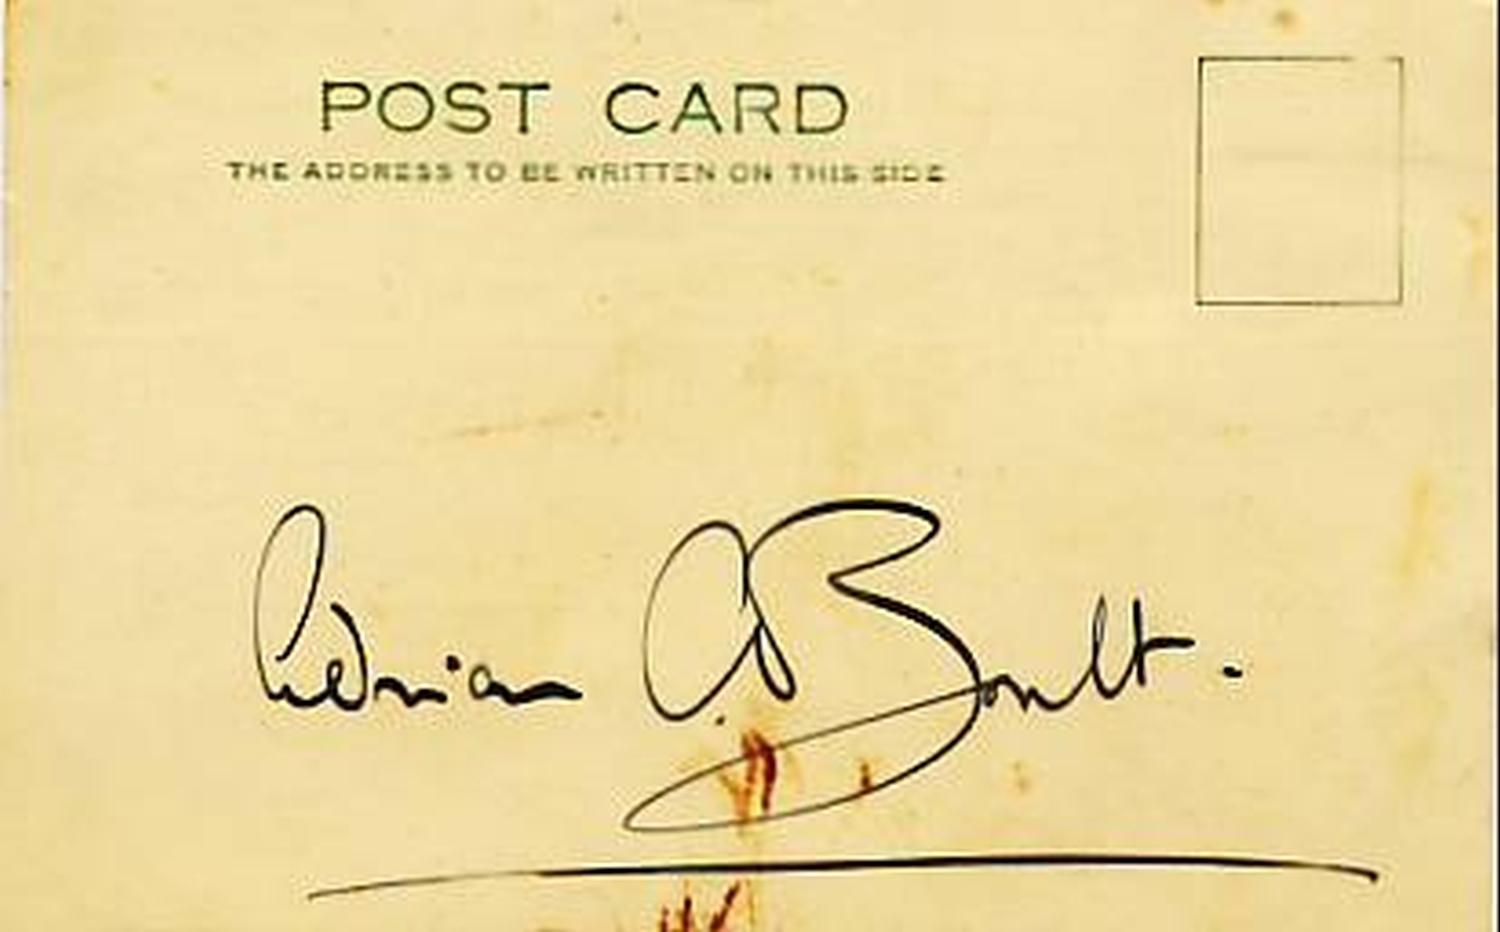 POST CARD
THE ADDRESS TO BE WRITTEN ON THIS SIDE
Adrian C. Boult.